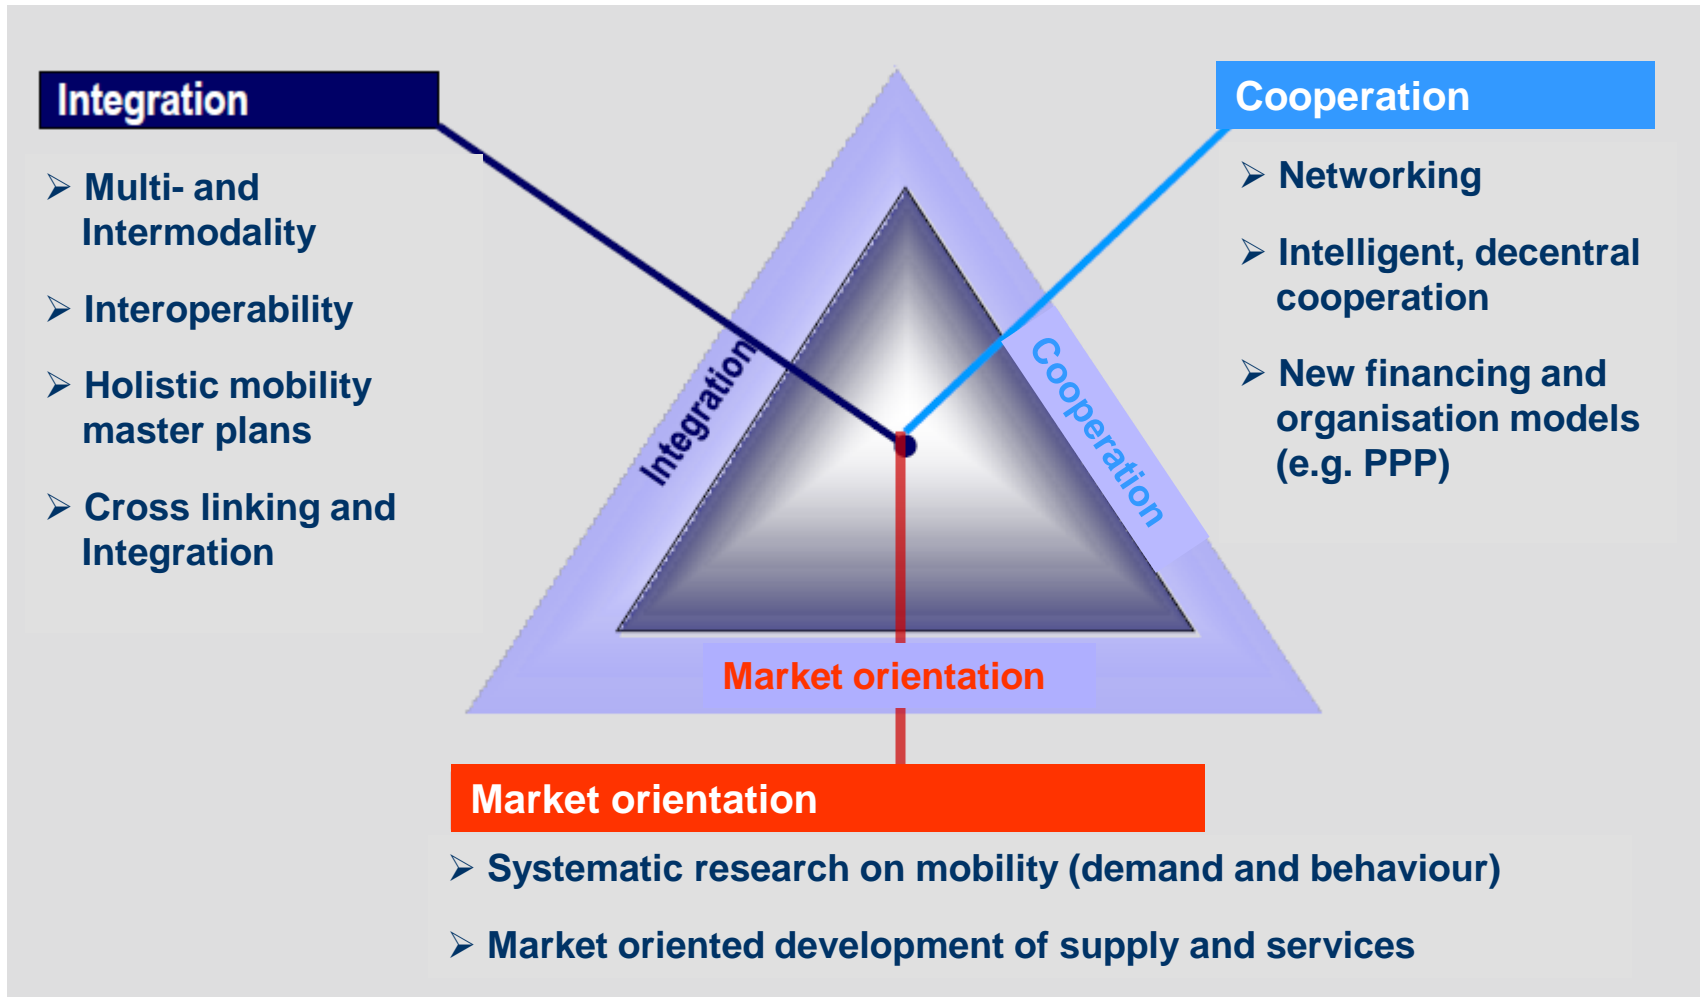 Integration
➢ Multi- and
Intermodality
➢ Interoperability
➢ Holistic mobility
master plans
➢ Cross linking and
Integration
Cooperation
➢ Networking
➢ Intelligent, decentral
cooperation
➢ New financing and
organisation models
(e.g. PPP)
Integration
Cooperation
Market orientation
Market orientation
➢ Systematic research on mobility (demand and behaviour)
➢ Market oriented development of supply and services